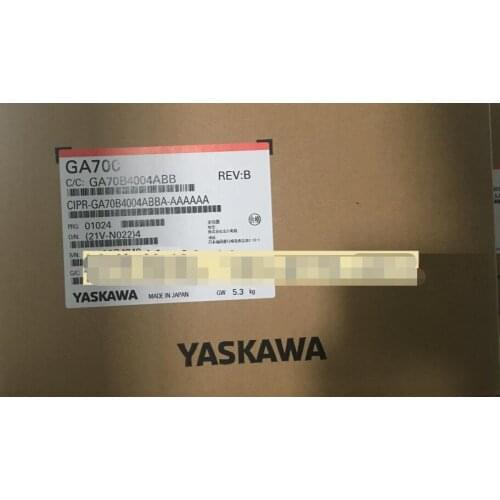 GA700
C/C: GA70B4004ABB
REV:B
CIPR-GA70B4004ABBA-AAAAAA
PRG: 01024
O/N: (21V-N022)4
S/N:
YASKAWA
MADE IN JAPAN
GW 5.3 kg
YASKAWA